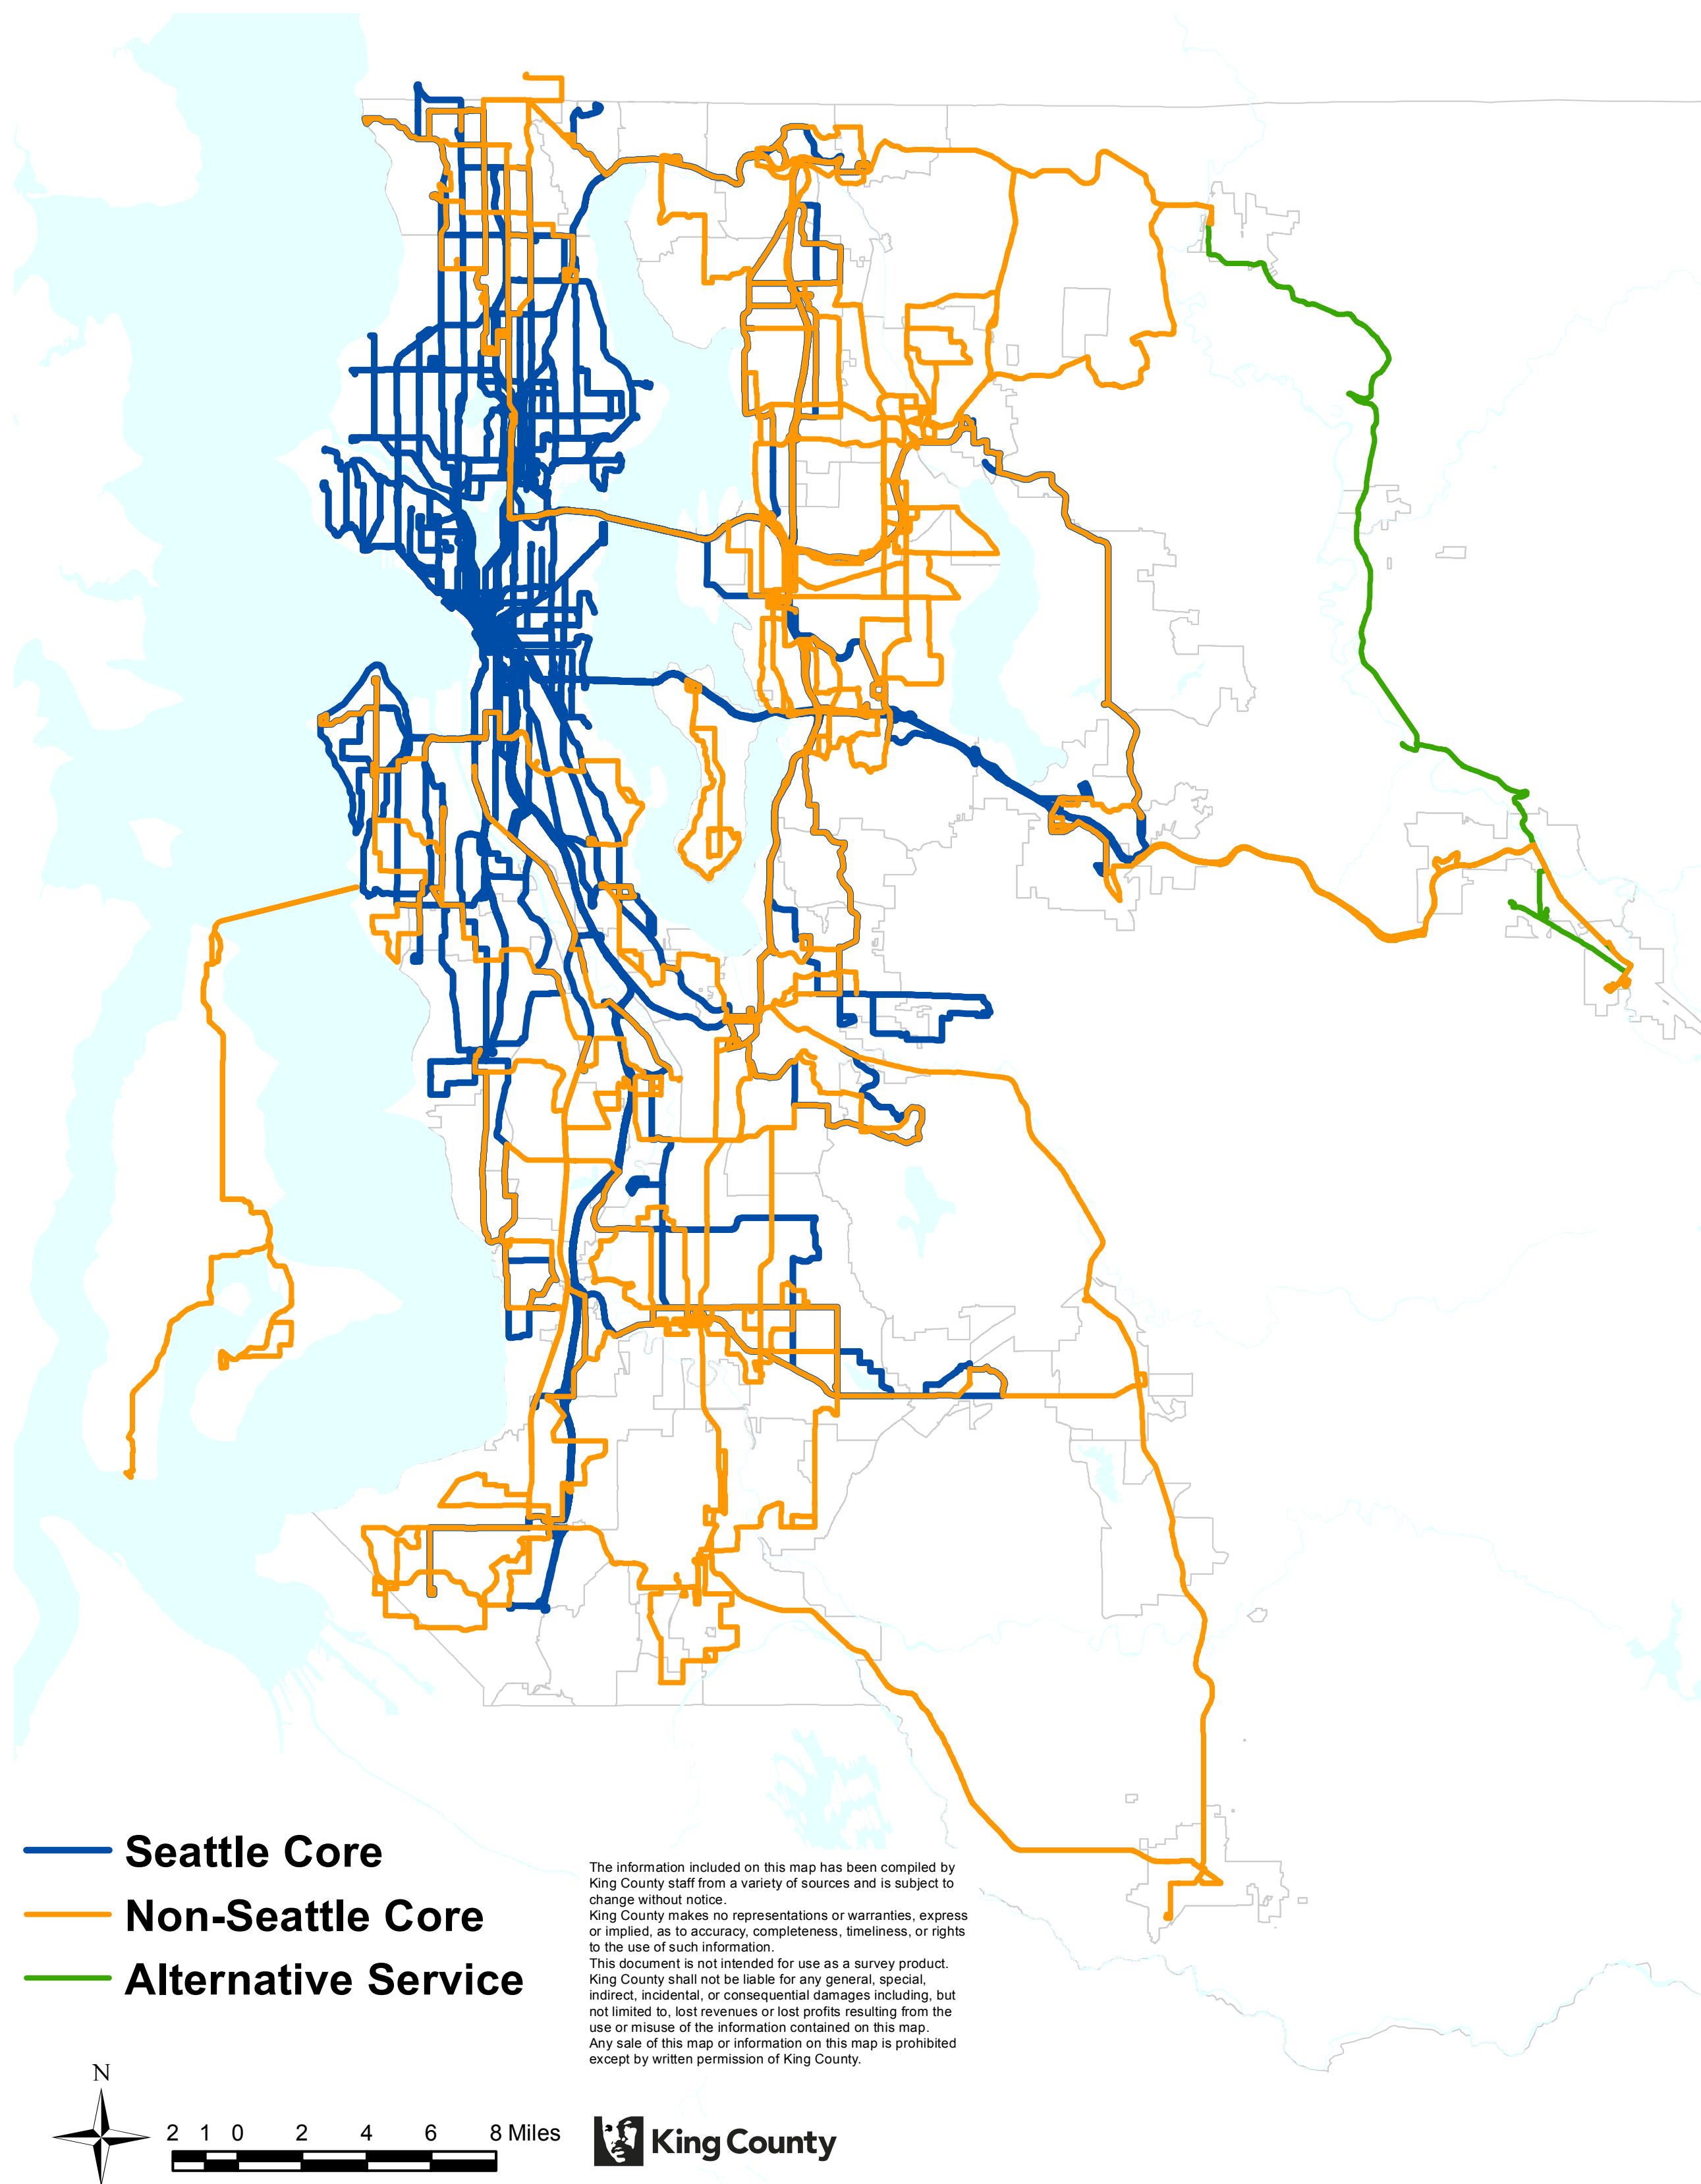 Seattle Core
Non-Seattle Core
Alternative Service
The information included on this map has been compiled by
King County staff from a variety of sources and is subject to
change without notice.
King County makes no representations or warranties, express
or implied, as to accuracy, completeness, timeliness, or rights
to the use of such information.
This document is not intended for use as a survey product.
King County shall not be liable for any general, special,
indirect, incidental, or consequential damages including, but
not limited to, lost revenues or lost profits resulting from the
use or misuse of the information contained on this map.
Any sale of this map or information on this map is prohibited
except by written permission of King County.
N
2 1 0 2 4 6 8 Miles
King County